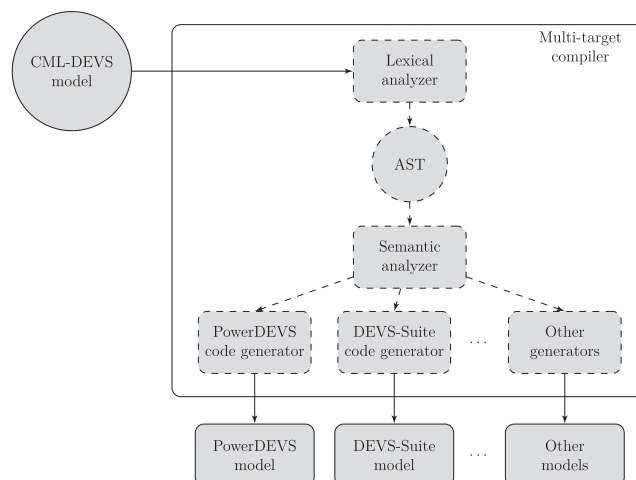 Multi-target
compiler
CML-DEVS
model
Lexical
analyzer
AST
Semantic
analyzer
PowerDEVS
code generator
DEVS-Suite
code generator
...
Other
generators
PowerDEVS
model
DEVS-Suite
model
...
Other
models